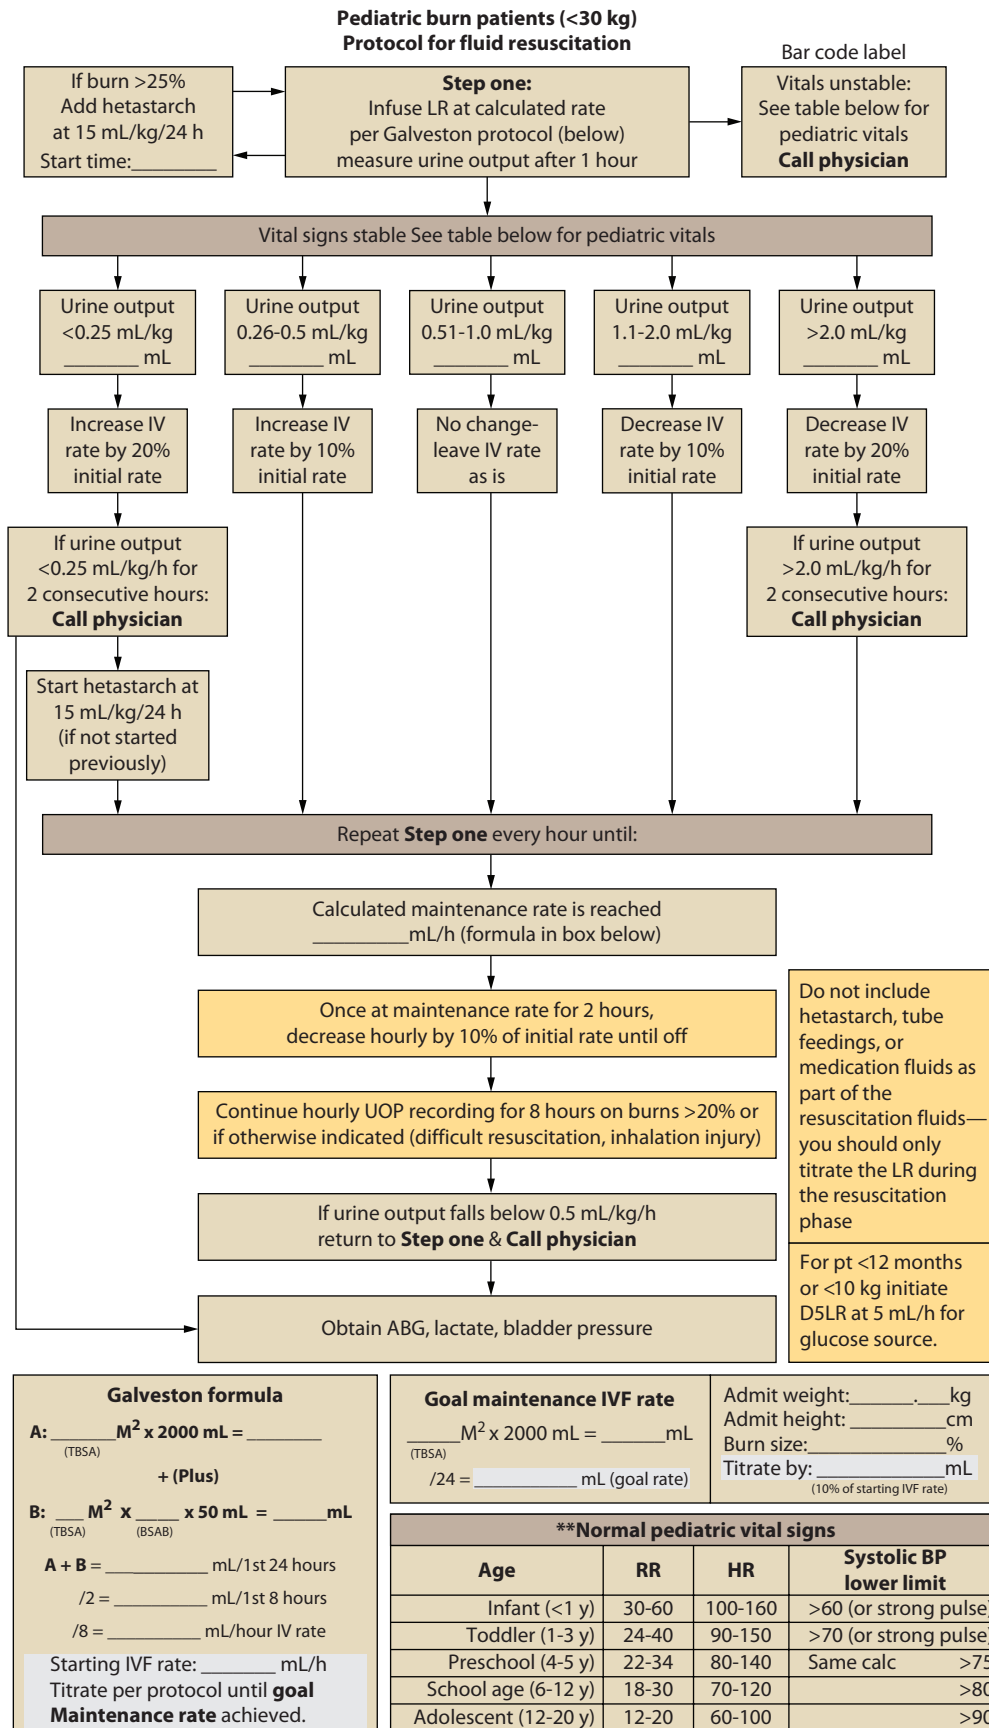 Pediatric burn patients (<30 kg)
Protocol for fluid resuscitation
Bar code label
If burn >25%
Add hetastarch
at 15 mL/kg/24 h
Start time:________
Step one:
Infuse LR at calculated rate
per Galveston protocol (below)
measure urine output after 1 hour
Vitals unstable:
See table below for
pediatric vitals
Call physician
Vital signs stable See table below for pediatric vitals
Urine output
<0.25 mL/kg
_______ mL
Urine output
0.26-0.5 mL/kg
_______ mL
Urine output
0.51-1.0 mL/kg
_______ mL
Urine output
1.1-2.0 mL/kg
_______ mL
Urine output
>2.0 mL/kg
_______ mL
Increase IV
rate by 20%
initial rate
Increase IV
rate by 10%
initial rate
No change-
leave IV rate
as is
Decrease IV
rate by 10%
initial rate
Decrease IV
rate by 20%
initial rate
If urine output
<0.25 mL/kg/h for
2 consecutive hours:
Call physician
If urine output
>2.0 mL/kg/h for
2 consecutive hours:
Call physician
Start hetastarch at
15 mL/kg/24 h
(if not started
previously)
Repeat Step one every hour until:
Calculated maintenance rate is reached
_________mL/h (formula in box below)
Once at maintenance rate for 2 hours,
decrease hourly by 10% of initial rate until off
Continue hourly UOP recording for 8 hours on burns >20% or
if otherwise indicated (difficult resuscitation, inhalation injury)
If urine output falls below 0.5 mL/kg/h
return to Step one & Call physician
Obtain ABG, lactate, bladder pressure
Do not include
hetastarch, tube
feedings, or
medication fluids as
part of the
resuscitation fluids—
you should only
titrate the LR during
the resuscitation
phase
For pt <12 months
or <10 kg initiate
D5LR at 5 mL/h for
glucose source.
Galveston formula
A: ______M² x 2000 mL = _______
(TBSA)
+ (Plus)
B: ___ M² x ____ x 50 mL = _____mL
(TBSA) (BSAB)
A + B = __________ mL/1st 24 hours
/2 = _________ mL/1st 8 hours
/8 = _________ mL/hour IV rate
Starting IVF rate: _______ mL/h
Titrate per protocol until goal
Maintenance rate achieved.
Goal maintenance IVF rate
_____M² x 2000 mL = ______mL
(TBSA)
/24 = __________ mL (goal rate)
Admit weight:______.___kg
Admit height: _________cm
Burn size:_____________%
Titrate by: ____________mL
(10% of starting IVF rate)
**Normal pediatric vital signs
Age RR HR Systolic BP
lower limit
Infant (<1 y) 30-60 100-160 >60 (or strong pulse)
Toddler (1-3 y) 24-40 90-150 >70 (or strong pulse)
Preschool (4-5 y) 22-34 80-140 Same calc >75
School age (6-12 y) 18-30 70-120 >80
Adolescent (12-20 y) 12-20 60-100 >90